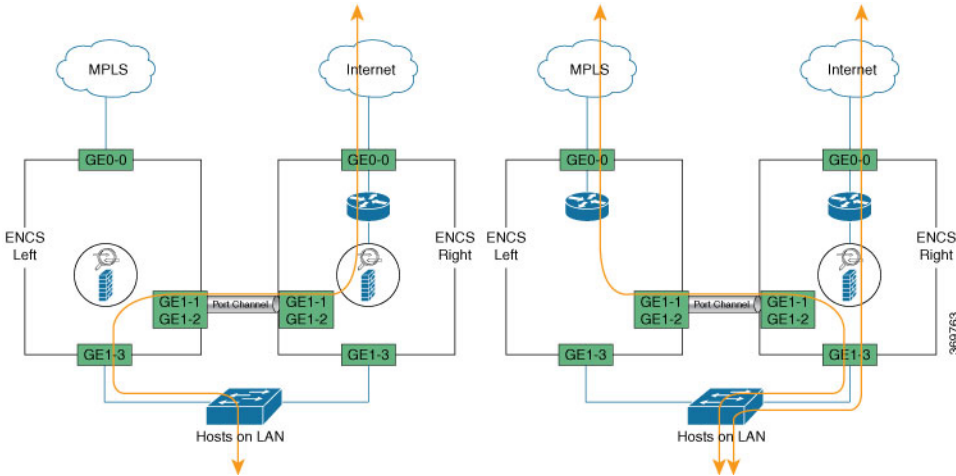 MPLS
Internet
GE0-0
GE0-0
ENCS
Left
ENCS
Right
GE1-1
GE1-2
Port Channel
GE1-1
GE1-2
GE1-3
GE1-3
Hosts on LAN
MPLS
Internet
GE0-0
GE0-0
ENCS
Left
ENCS
Right
GE1-1
GE1-2
Port Channel
GE1-1
GE1-2
GE1-3
GE1-3
Hosts on LAN
369763